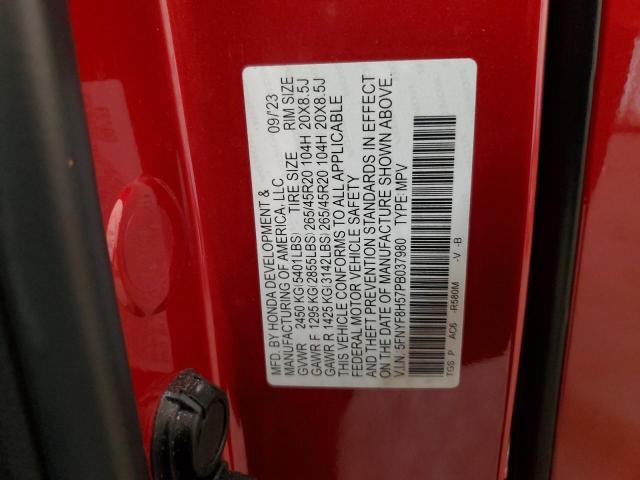 MFD. BY HONDA DEVELOPMENT &
MANUFACTURING OF AMERICA, LLC 09/23
GVWR 2450 KG(5401LBS) TIRE SIZE RIM SIZE
GAWR F 1295 KG(2855LBS) 265/45R20 104H 20X8.5J
GAWR R 1425 KG(3142LBS) 265/45R20 104H 20X8.5J
THIS VEHICLE CONFORMS TO ALL APPLICABLE
FEDERAL MOTOR VEHICLE SAFETY
AND THEFT PREVENTION STANDARDS IN EFFECT
ON THE DATE OF MANUFACTURE SHOWN ABOVE.
V.I.N. 5FNYF8H57PB037980 TYPE: MPV
TGS P AC6 -R580M -V -B